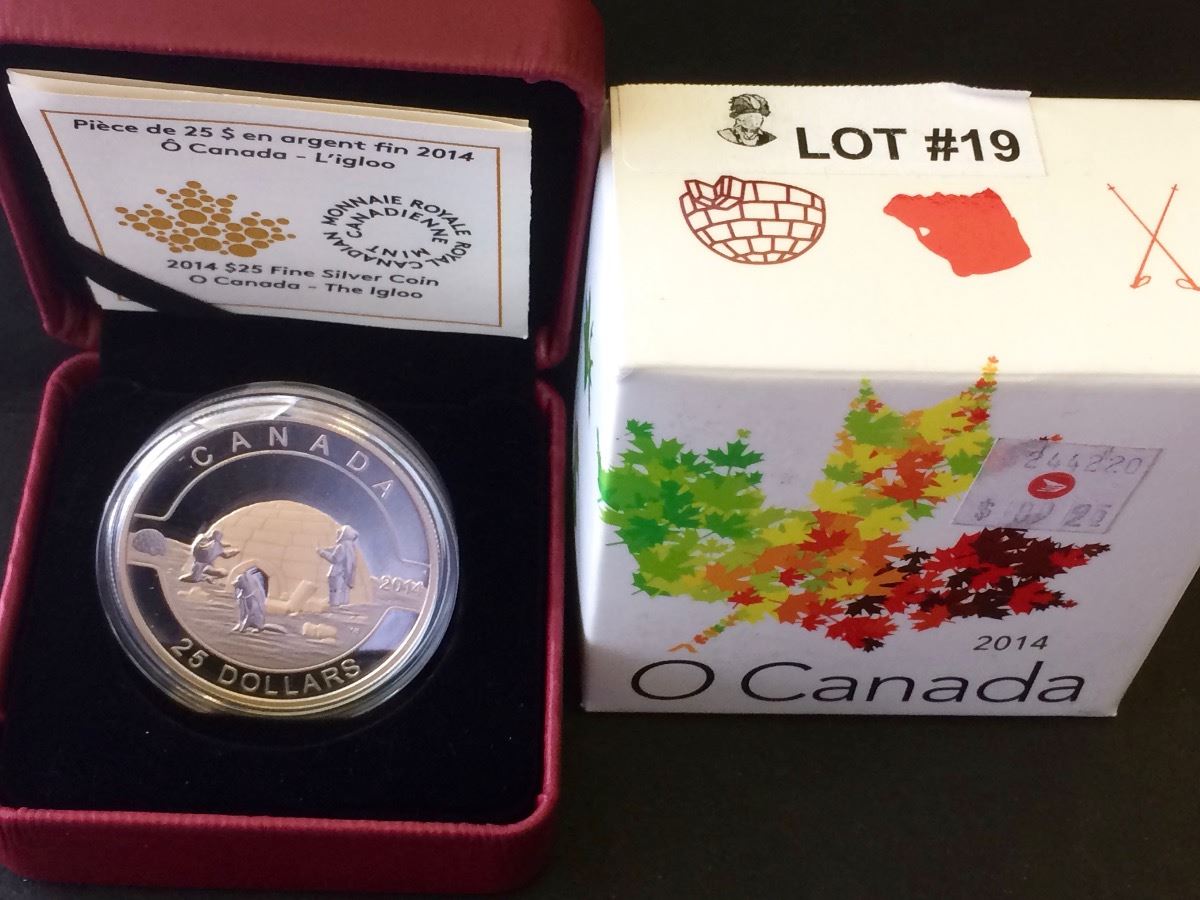 Pièce de 25 $ en argent fin 2014
Ô Canada – L'igloo
MONNAIE ROYALE CANADIENNE
ROYAL CANADIAN MINT
2014 $25 Fine Silver Coin
O Canada – The Igloo
CANADA
2014
25 DOLLARS
LOT #19
244220
$
2014
O Canada